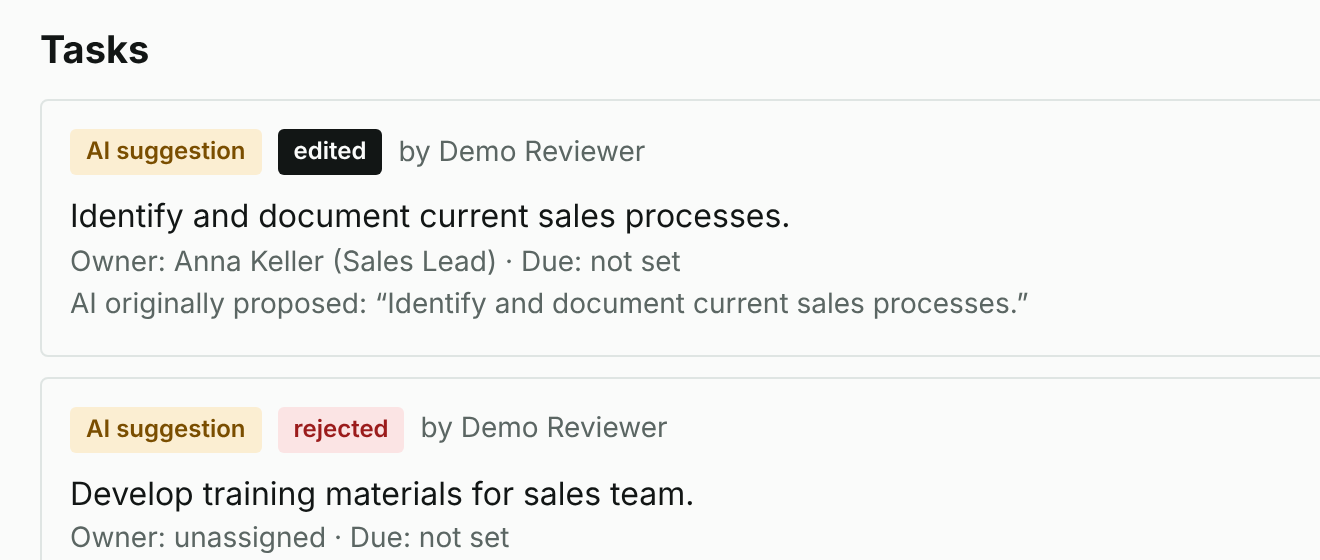 Tasks
AI suggestion edited by Demo Reviewer
Identify and document current sales processes.
Owner: Anna Keller (Sales Lead) · Due: not set
AI originally proposed: “Identify and document current sales processes.”
AI suggestion rejected by Demo Reviewer
Develop training materials for sales team.
Owner: unassigned · Due: not set